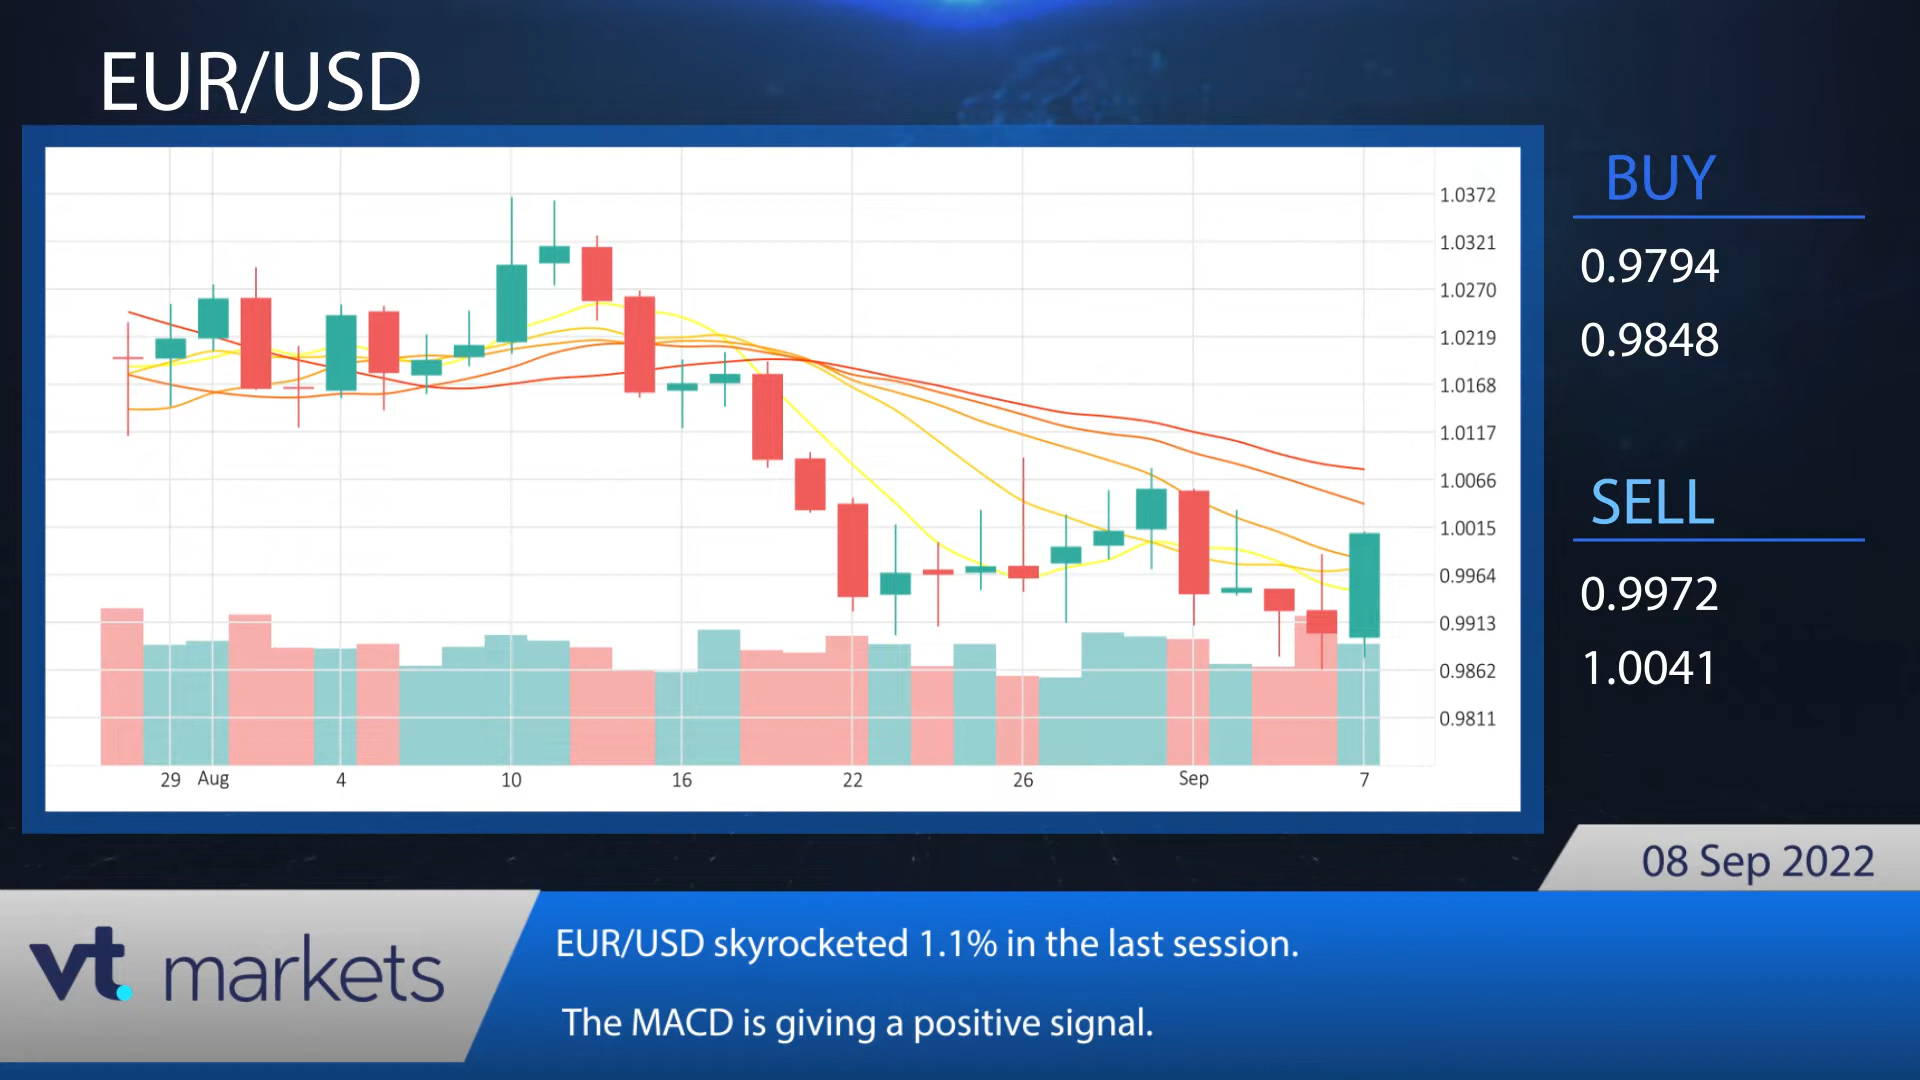 EUR/USD
1.0372
1.0321
1.0270
1.0219
1.0168
1.0117
1.0066
1.0015
0.9964
0.9913
0.9862
0.9811
29 Aug 4 10 16 22 26 Sep 7
BUY
0.9794
0.9848
SELL
0.9972
1.0041
08 Sep 2022
vt. markets
EUR/USD skyrocketed 1.1% in the last session.
The MACD is giving a positive signal.